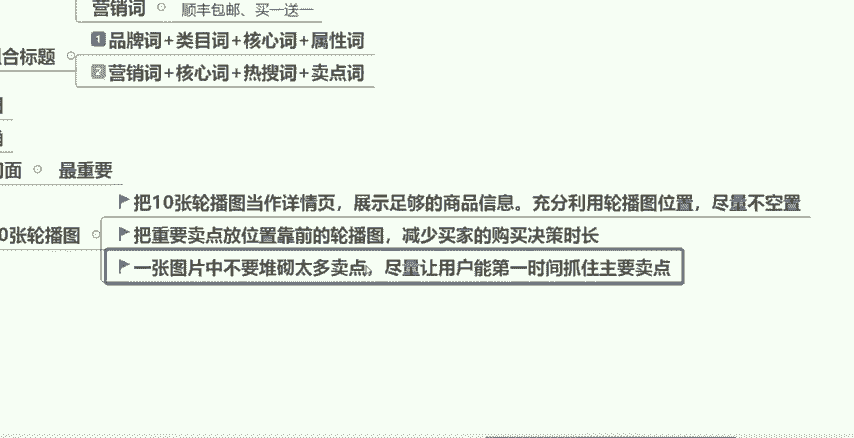 营销词 顺丰包邮、买一送一
1 品牌词+类目词+核心词+属性词
组合标题
2 营销词+核心词+热搜词+卖点词
面 最重要
把10张轮播图当作详情页，展示足够的商品信息。充分利用轮播图位置，尽量不空置
0张轮播图
把重要卖点放位置靠前的轮播图，减少买家的购买决策时长
一张图片中不要堆砌太多卖点，尽量让用户能第一时间抓住主要卖点